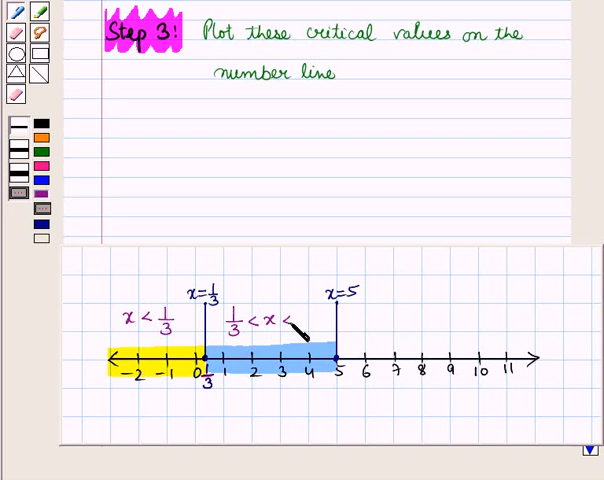 Step 3: Plot these critical values on the
number line
x=1/3 x=5
x < 1/3 1/3 < x <
-2 -1 0 1/3 1 2 3 4 5 6 7 8 9 10 11